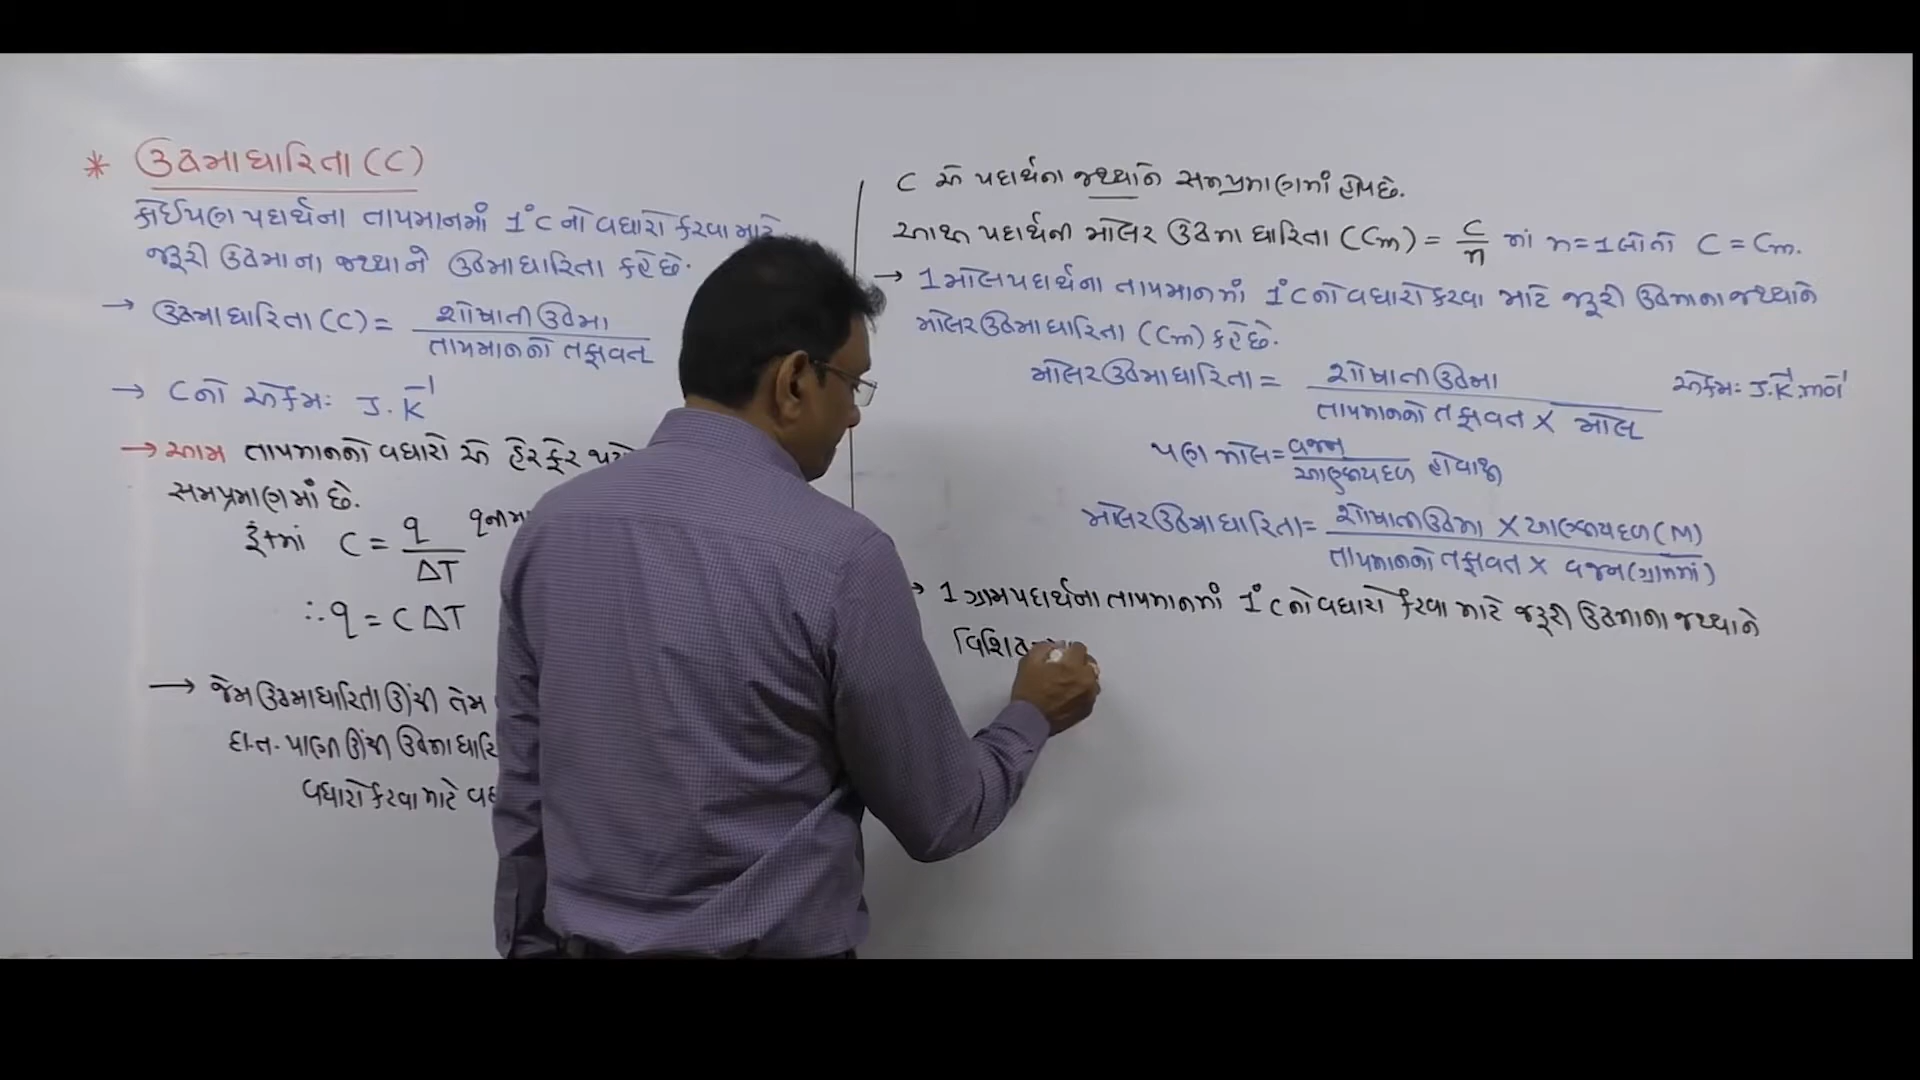 * ઉષ્માધારિતા (C)
કોઈપણ પદાર્થના તાપમાનમાં 1°C નો વધારો કરવા માટે
જરૂરી ઉષ્માના જથ્થાને ઉષ્માધારિતા કહે છે.
→ ઉષ્માધારિતા (C) = શોષાતી ઉષ્મા / તાપમાનનો તફાવત
→ C નો એકમ: J.K⁻¹
→ આમ તાપમાનનો વધારો એ હેરફેર
સમપ્રમાણમાં છે.
C = q / ΔT
∴ q = CΔT
→ જેમ ઉષ્માધારિતા ઊંચી તેમ
દા.ત. પાણી ઊંચી
વધારો કરવા માટે
C એ પદાર્થના જથ્થાને સમપ્રમાણમાં હોય છે.
આથી પદાર્થની મોલર ઉષ્માધારિતા (Cm) = C/n માં n=1 લેતાં C = Cm.
→ 1 મોલ પદાર્થના તાપમાનમાં 1°C નો વધારો કરવા માટે જરૂરી ઉષ્માના જથ્થાને
મોલર ઉષ્માધારિતા (Cm) કહે છે.
મોલર ઉષ્માધારિતા = શોષાતી ઉષ્મા / તાપમાનનો તફાવત × મોલ એકમ: J.K⁻¹.mol⁻¹
પણ મોલ = વજન / આણ્વીયદળ હોવાથી
મોલર ઉષ્માધારિતા = શોષાતી ઉષ્મા × આણ્વીયદળ (M) / તાપમાનનો તફાવત × વજન (ગ્રામમાં)
→ 1 ગ્રામ પદાર્થના તાપમાનમાં 1°C નો વધારો કરવા માટે જરૂરી ઉષ્માના જથ્થાને